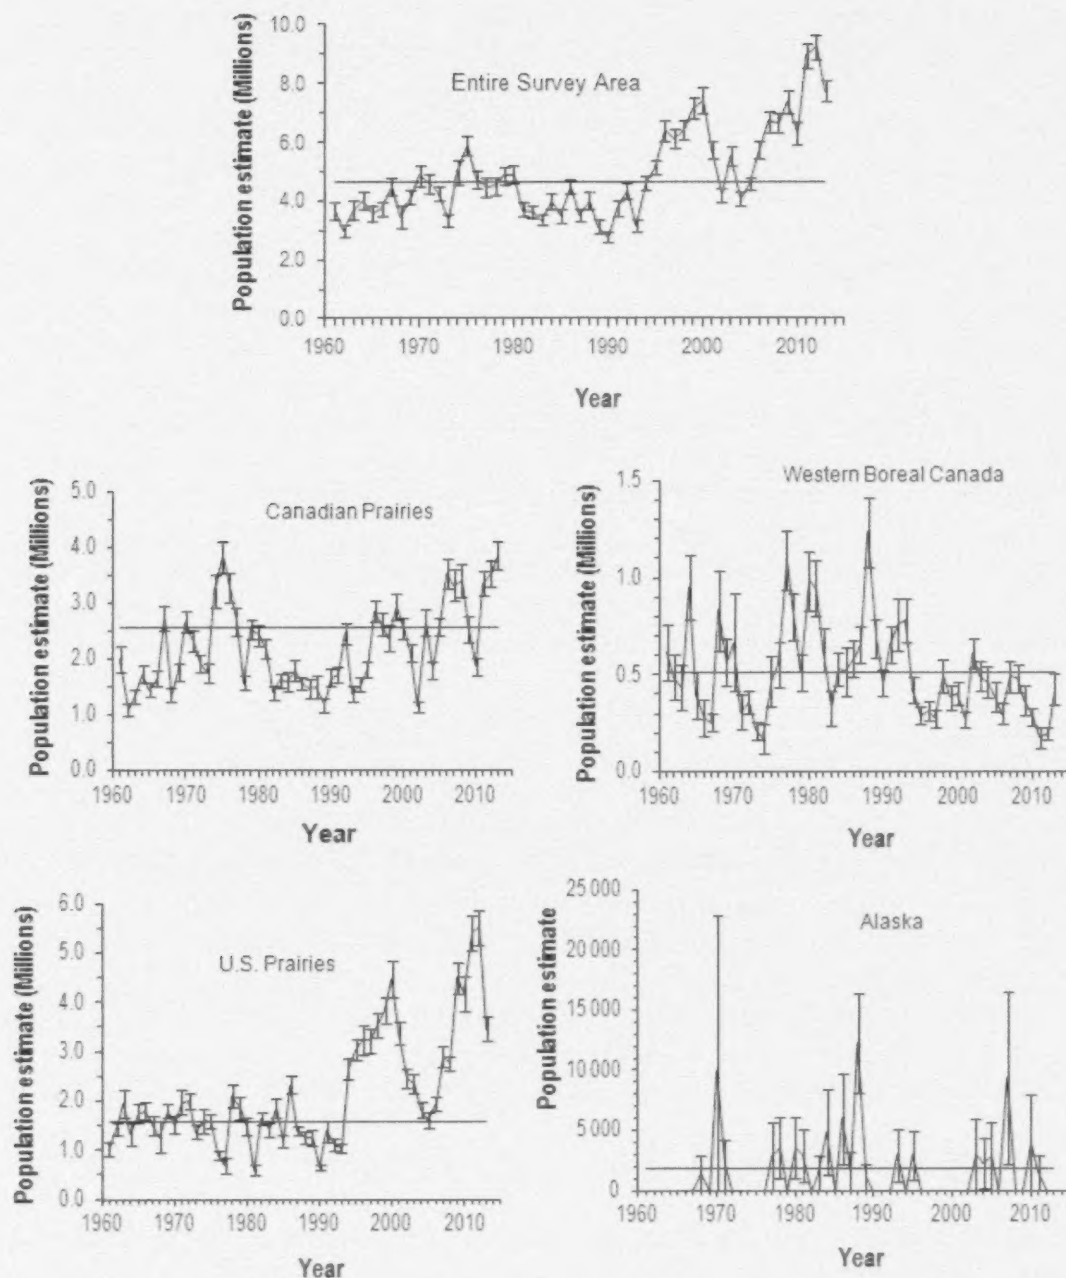 Entire Survey Area
Population estimate (Millions)
10.0
8.0
6.0
4.0
2.0
0.0
1960 1970 1980 1990 2000 2010
Year
Canadian Prairies
Population estimate (Millions)
5.0
4.0
3.0
2.0
1.0
0.0
1960 1970 1980 1990 2000 2010
Year
Western Boreal Canada
Population estimate (Millions)
1.5
1.0
0.5
0.0
1960 1970 1980 1990 2000 2010
Year
U.S. Prairies
Population estimate (Millions)
6.0
5.0
4.0
3.0
2.0
1.0
0.0
1960 1970 1980 1990 2000 2010
Year
Alaska
Population estimate
25 000
20 000
15 000
10 000
5 000
0
1960 1970 1980 1990 2000 2010
Year